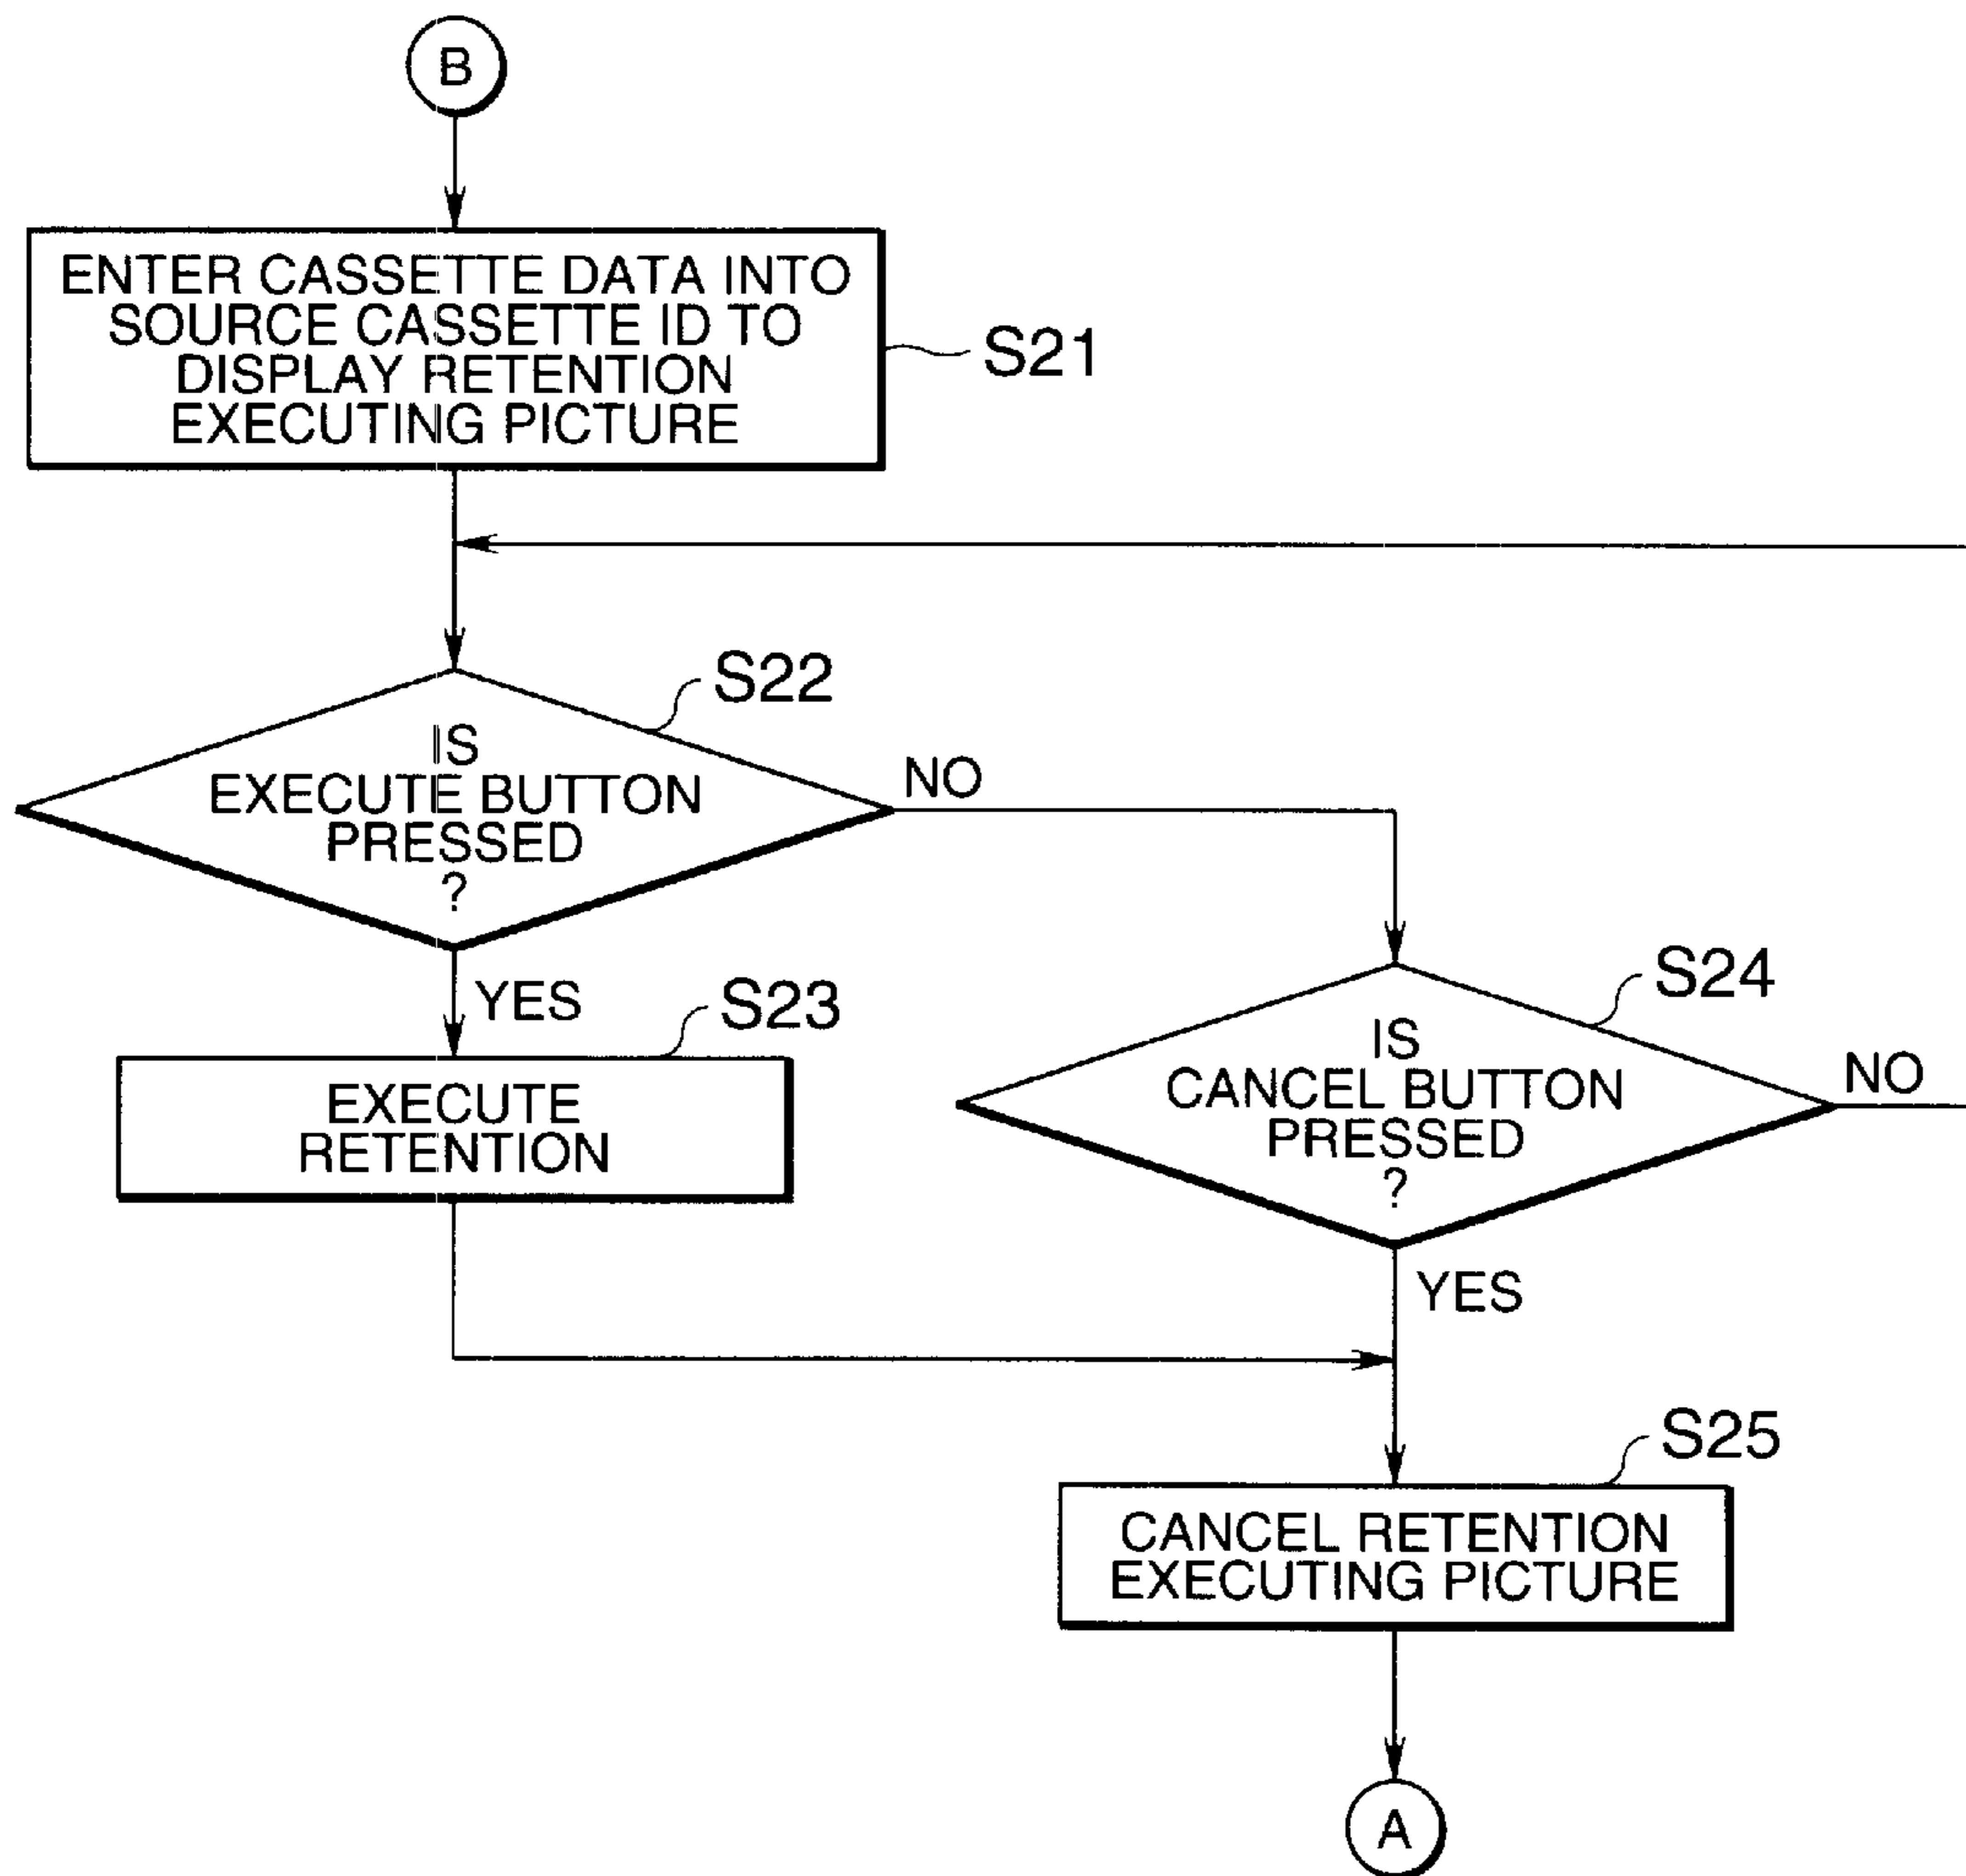 B
ENTER CASSETTE DATA INTO
SOURCE CASSETTE ID TO
DISPLAY RETENTION
EXECUTING PICTURE
S21
S22
IS
EXECUTE BUTTON
PRESSED
?
NO
YES
S23
EXECUTE
RETENTION
S24
IS
CANCEL BUTTON
PRESSED
?
NO
YES
S25
CANCEL RETENTION
EXECUTING PICTURE
A